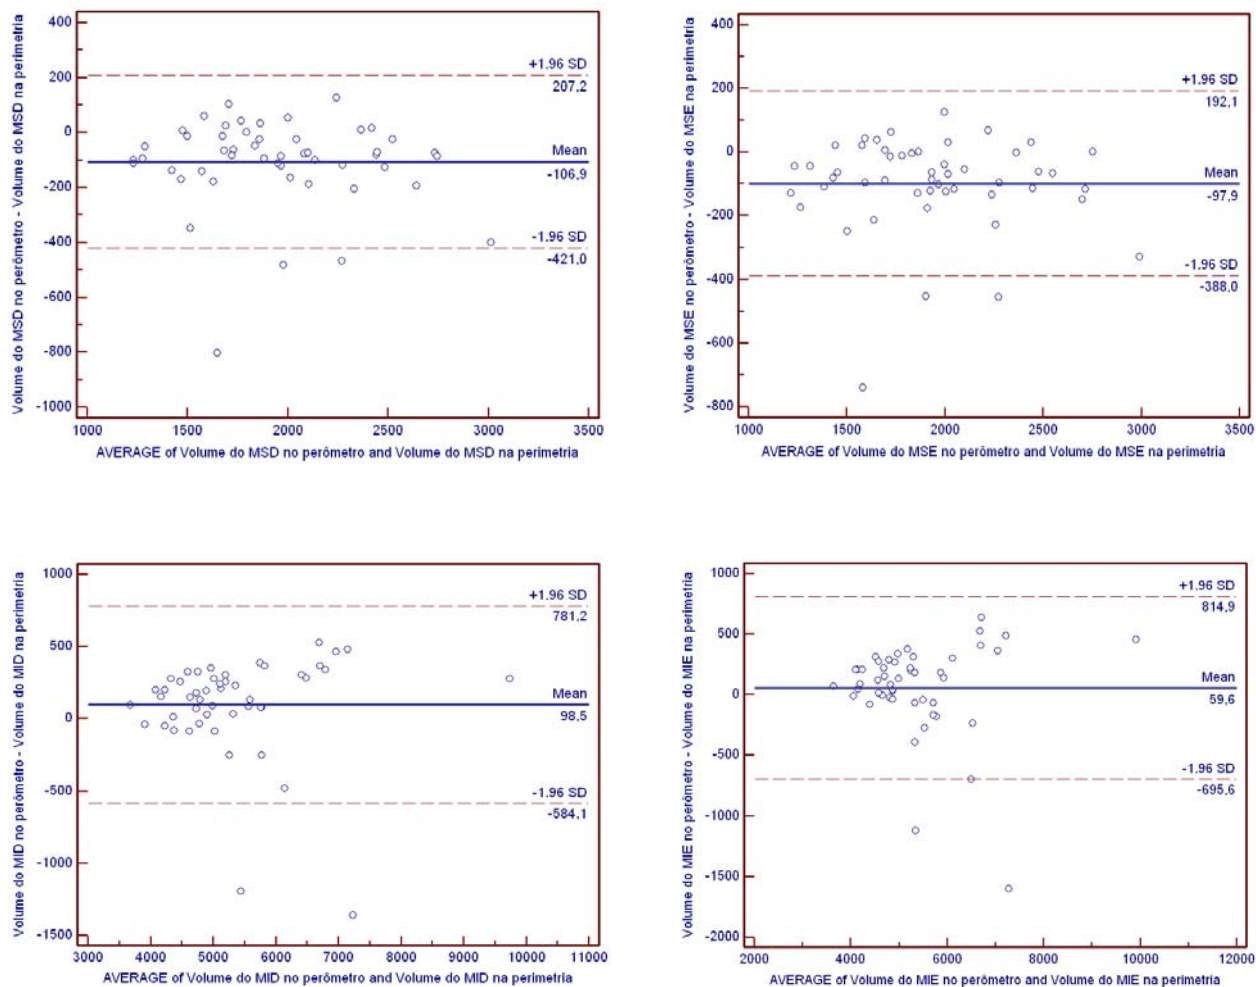 Volume do MSD no perômetro - Volume do MSD na perimetria
400
200
0
-200
-400
-600
-800
-1000
+1.96 SD
207,2
Mean
-106,9
-1.96 SD
-421,0
1000 1500 2000 2500 3000 3500
AVERAGE of Volume do MSD no perômetro and Volume do MSD na perimetria
Volume do MSE no perômetro - Volume do MSE na perimetria
400
200
0
-200
-400
-600
-800
+1.96 SD
192,1
Mean
-97,9
-1.96 SD
-388,0
1000 1500 2000 2500 3000 3500
AVERAGE of Volume do MSE no perômetro and Volume do MSE na perimetria
Volume do MID no perômetro - Volume do MID na perimetria
1000
500
0
-500
-1000
-1500
+1.96 SD
781,2
Mean
98,5
-1.96 SD
-584,1
3000 4000 5000 6000 7000 8000 9000 10000 11000
AVERAGE of Volume do MID no perômetro and Volume do MID na perimetria
Volume do MIE no perômetro - Volume do MIE na perimetria
1000
500
0
-500
-1000
-1500
-2000
+1.96 SD
814,9
Mean
59,6
-1.96 SD
-695,6
2000 4000 6000 8000 10000 12000
AVERAGE of Volume do MIE no perômetro and Volume do MIE na perimetria